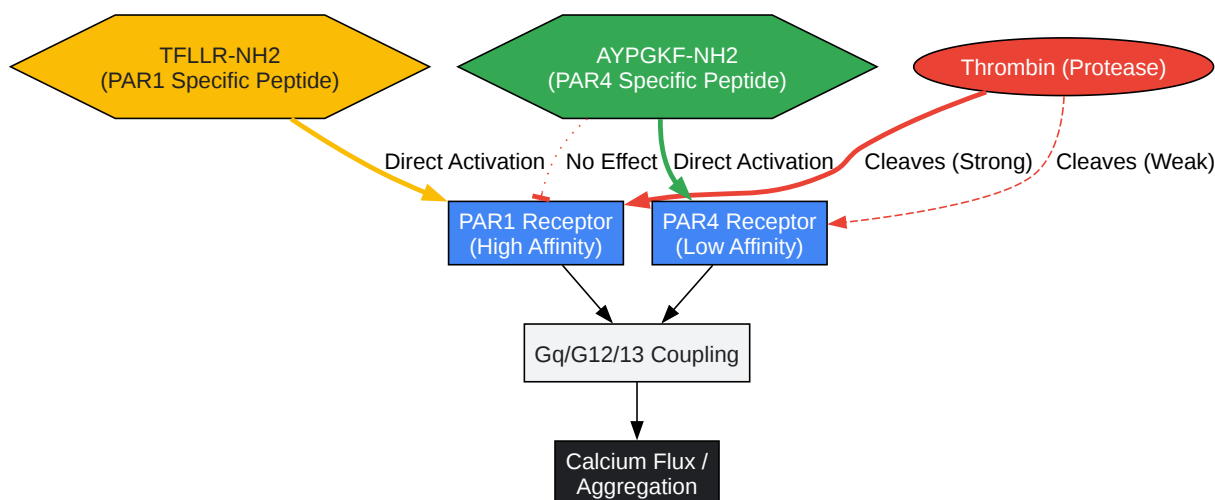 TFLLR-NH2
(PAR1 Specific Peptide)
AYPGKF-NH2
(PAR4 Specific Peptide)
Thrombin (Protease)
Direct Activation
No Effect
Direct Activation
Cleaves (Strong)
Cleaves (Weak)
PAR1 Receptor
(High Affinity)
PAR4 Receptor
(Low Affinity)
Gq/G12/13 Coupling
Calcium Flux /
Aggregation